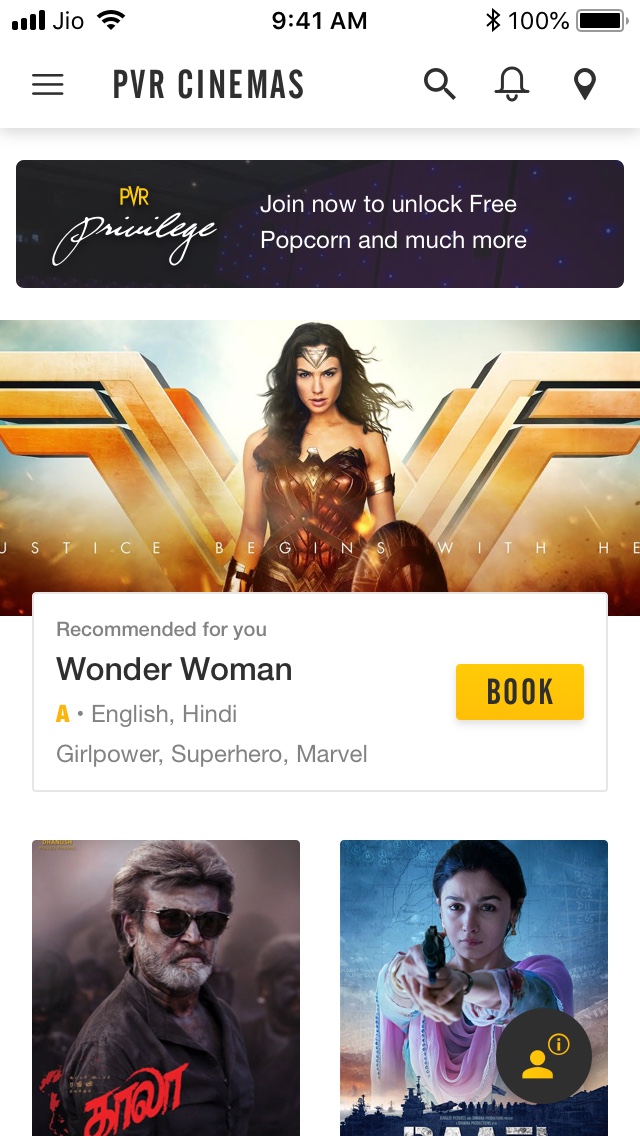 Jio 9:41 AM 100%
PVR CINEMAS
PVR
Privilege
Join now to unlock Free
Popcorn and much more
USTICE BEGINS WITH HE
Recommended for you
Wonder Woman
A • English, Hindi
Girlpower, Superhero, Marvel
BOOK
DHANUSH
காலா